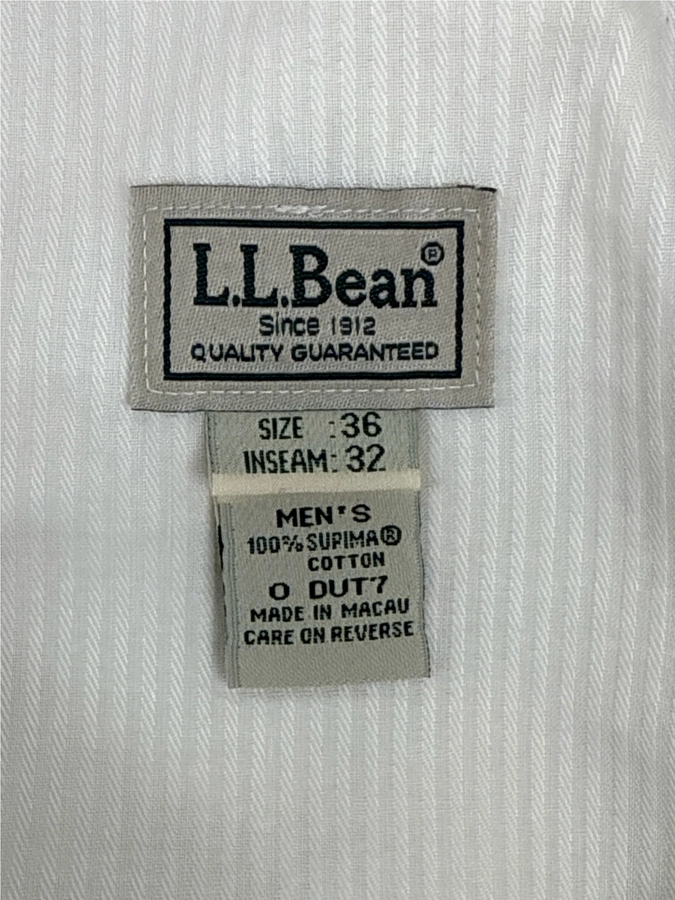 L.L.Bean®
Since 1912
QUALITY GUARANTEED
SIZE :36
INSEAM: 32
MEN'S
100% SUPIMA®
COTTON
0 DUT7
MADE IN MACAU
CARE ON REVERSE